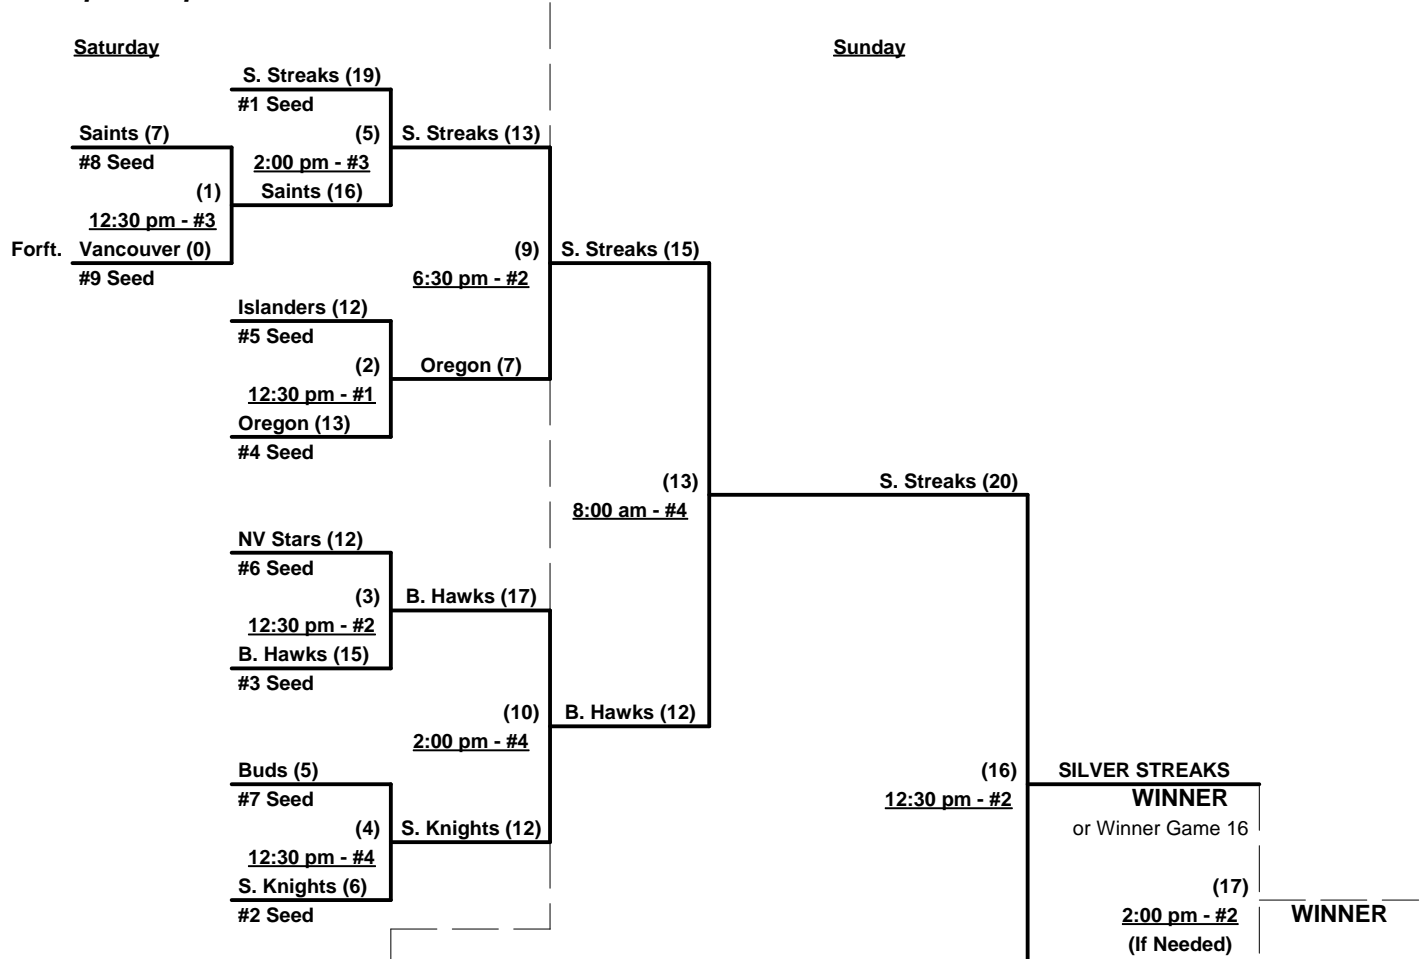 Saturday
Sunday
S. Streaks (19)
#1 Seed
Saints (7)
(5)
S. Streaks (13)
#8 Seed
2:00 pm - #3
(1)
Saints (16)
12:30 pm - #3
Forft.
Vancouver (0)
(9)
S. Streaks (15)
#9 Seed
6:30 pm - #2
Islanders (12)
#5 Seed
(2)
Oregon (7)
12:30 pm - #1
Oregon (13)
#4 Seed
(13)
S. Streaks (20)
8:00 am - #4
NV Stars (12)
#6 Seed
(3)
B. Hawks (17)
12:30 pm - #2
B. Hawks (15)
#3 Seed
(10)
B. Hawks (12)
2:00 pm - #4
Buds (5)
(16)
SILVER STREAKS
#7 Seed
12:30 pm - #2
WINNER
(4)
S. Knights (12)
or Winner Game 16
12:30 pm - #4
S. Knights (6)
(17)
#2 Seed
2:00 pm - #2
WINNER
(If Needed)